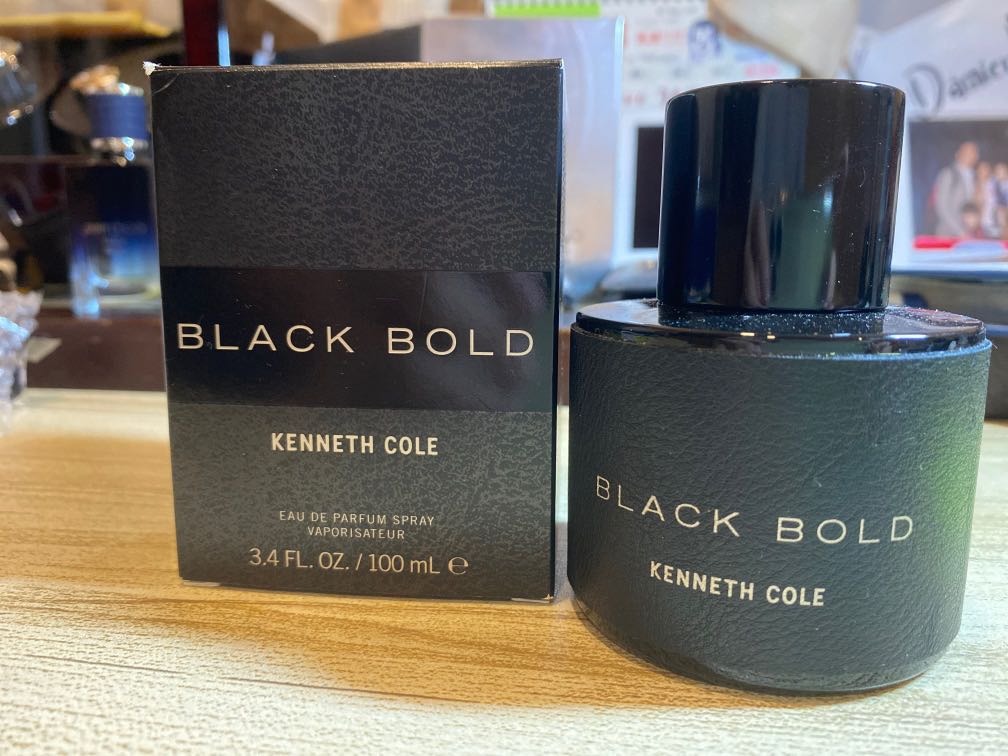 BLACK BOLD
KENNETH COLE
EAU DE PARFUM SPRAY
VAPORISATEUR
3.4 FL. OZ. / 100 mL ℮
BLACK BOLD
KENNETH COLE